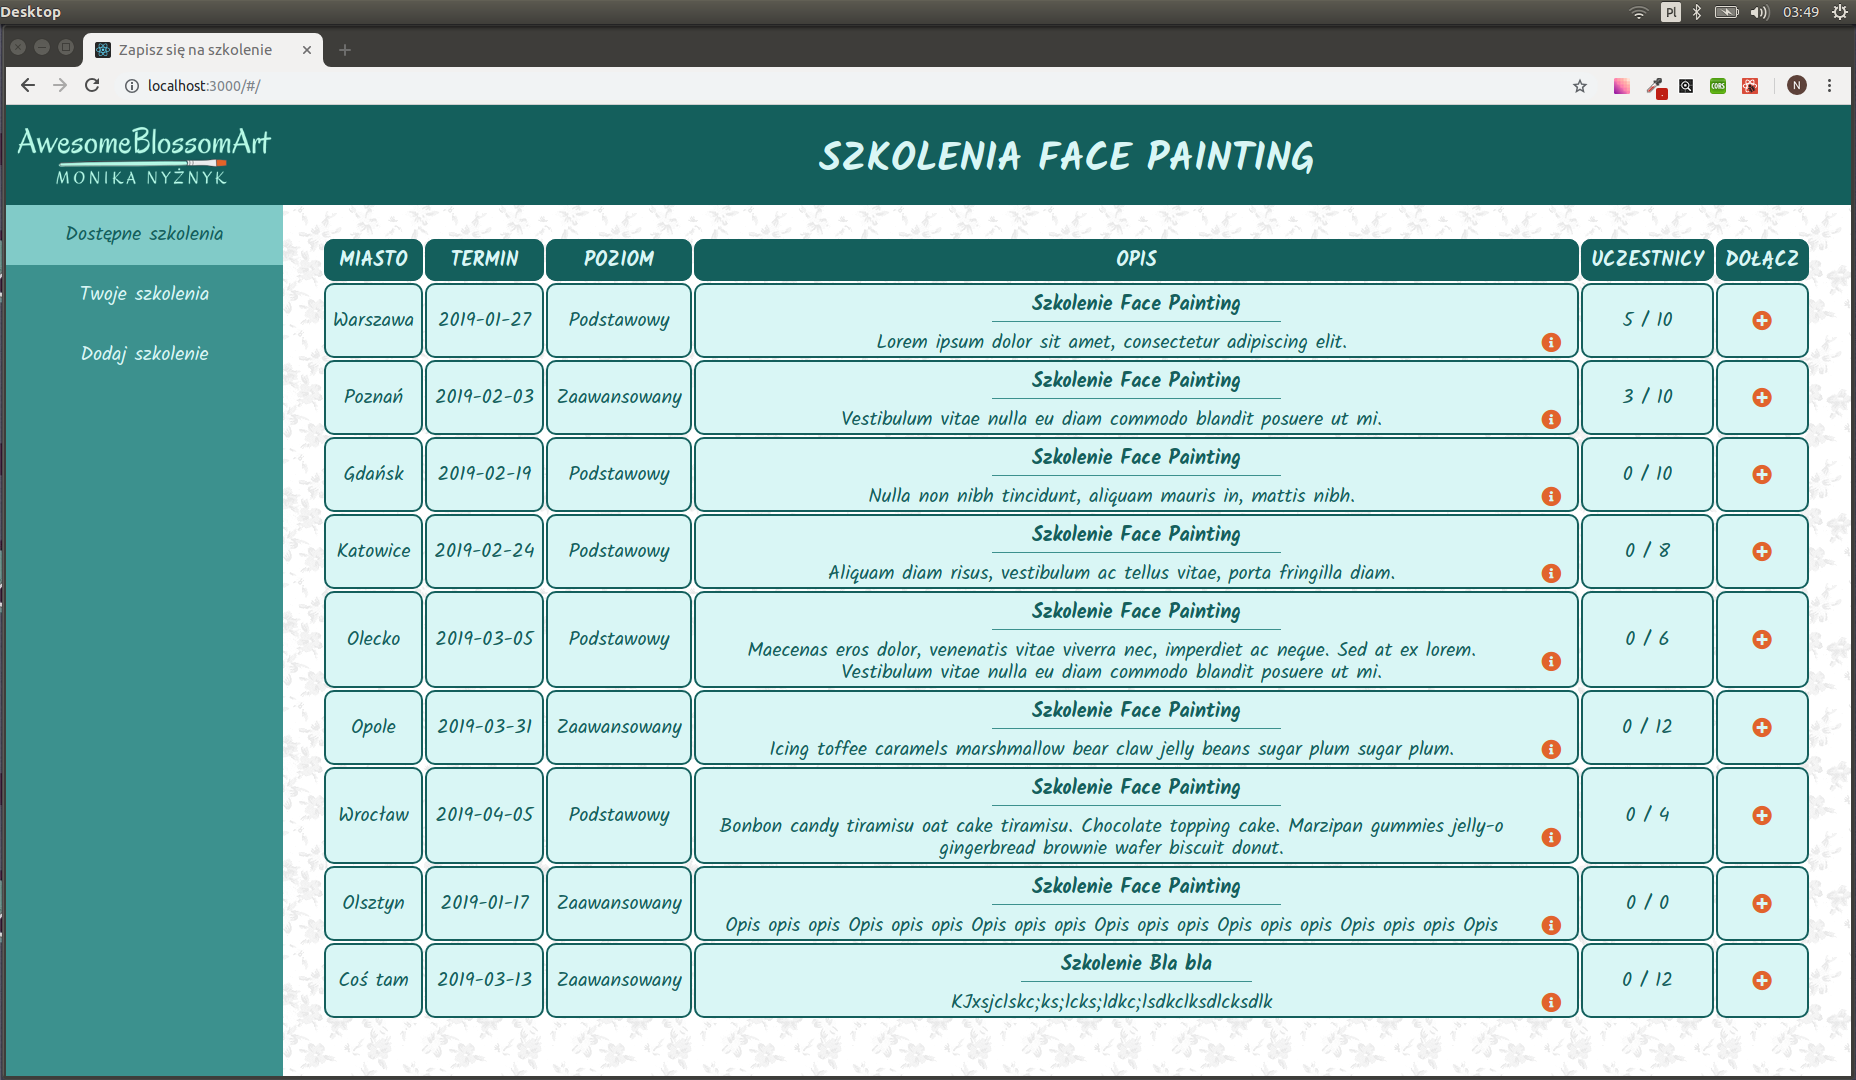 Desktop
Pl
03:49
Zapisz się na szkolenie
localhost:3000/#/
CORS
N
AwesomeBlossomArt
MONIKA NYŻNYK
SZKOLENIA FACE PAINTING
Dostępne szkolenia
Twoje szkolenia
Dodaj szkolenie
MIASTO TERMIN POZIOM OPIS UCZESTNICY DOŁĄCZ
Szkolenie Face Painting
Warszawa 2019-01-27 Podstawowy 5 / 10
Lorem ipsum dolor sit amet, consectetur adipiscing elit.
Szkolenie Face Painting
Poznań 2019-02-03 Zaawansowany 3 / 10
Vestibulum vitae nulla eu diam commodo blandit posuere ut mi.
Szkolenie Face Painting
Gdańsk 2019-02-19 Podstawowy 0 / 10
Nulla non nibh tincidunt, aliquam mauris in, mattis nibh.
Szkolenie Face Painting
Katowice 2019-02-24 Podstawowy 0 / 8
Aliquam diam risus, vestibulum ac tellus vitae, porta fringilla diam.
Szkolenie Face Painting
Olecko 2019-03-05 Podstawowy 0 / 6
Maecenas eros dolor, venenatis vitae viverra nec, imperdiet ac neque. Sed at ex lorem.
Vestibulum vitae nulla eu diam commodo blandit posuere ut mi.
Szkolenie Face Painting
Opole 2019-03-31 Zaawansowany 0 / 12
Icing toffee caramels marshmallow bear claw jelly beans sugar plum sugar plum.
Szkolenie Face Painting
Wrocław 2019-04-05 Podstawowy 0 / 4
Bonbon candy tiramisu oat cake tiramisu. Chocolate topping cake. Marzipan gummies jelly-o
gingerbread brownie wafer biscuit donut.
Szkolenie Face Painting
Olsztyn 2019-01-17 Zaawansowany 0 / 0
Opis opis opis Opis opis opis Opis opis opis Opis opis opis Opis opis opis Opis opis opis Opis
Szkolenie Bla bla
Coś tam 2019-03-13 Zaawansowany 0 / 12
KJxsjclskc;ks;lcks;ldkc;lsdkclksdlcksdlk